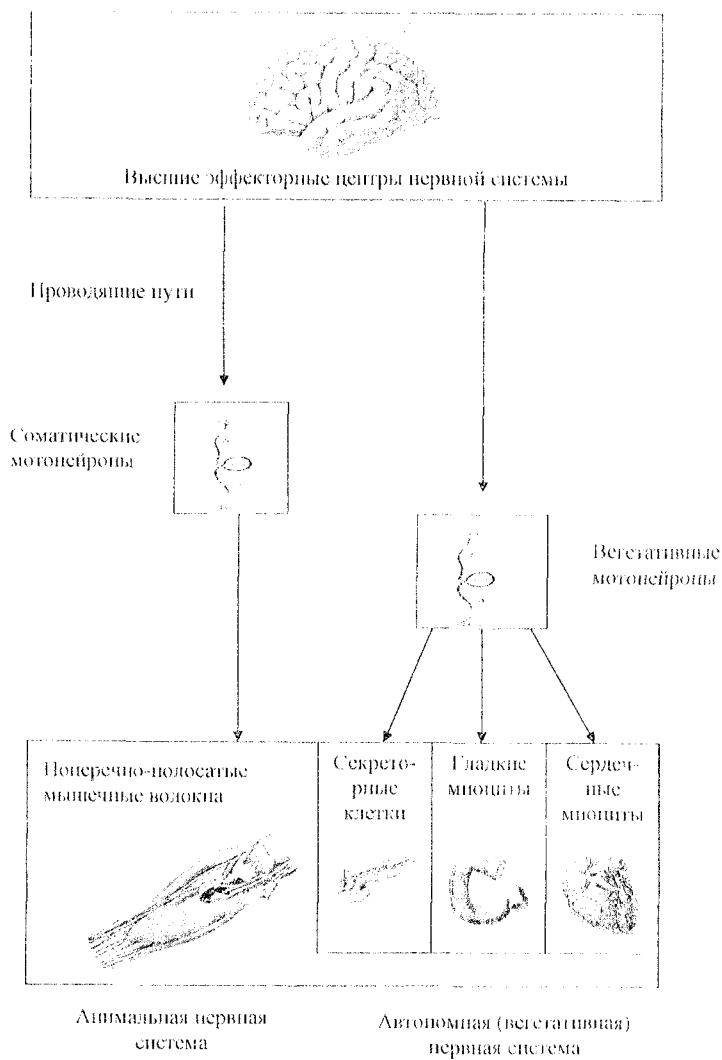 Высшие эффекторные центры нервной системы
Проводящие пути
Соматические
мотонейроны
Вегетативные
мотонейроны
Поперечно-полосатые
мышечные волокна
Секрето-
рные
клетки
Гладкие
миоциты
Сердеч-
ные
миоциты
Анимальная нервная
система
Автономная (вегетативная)
нервная система